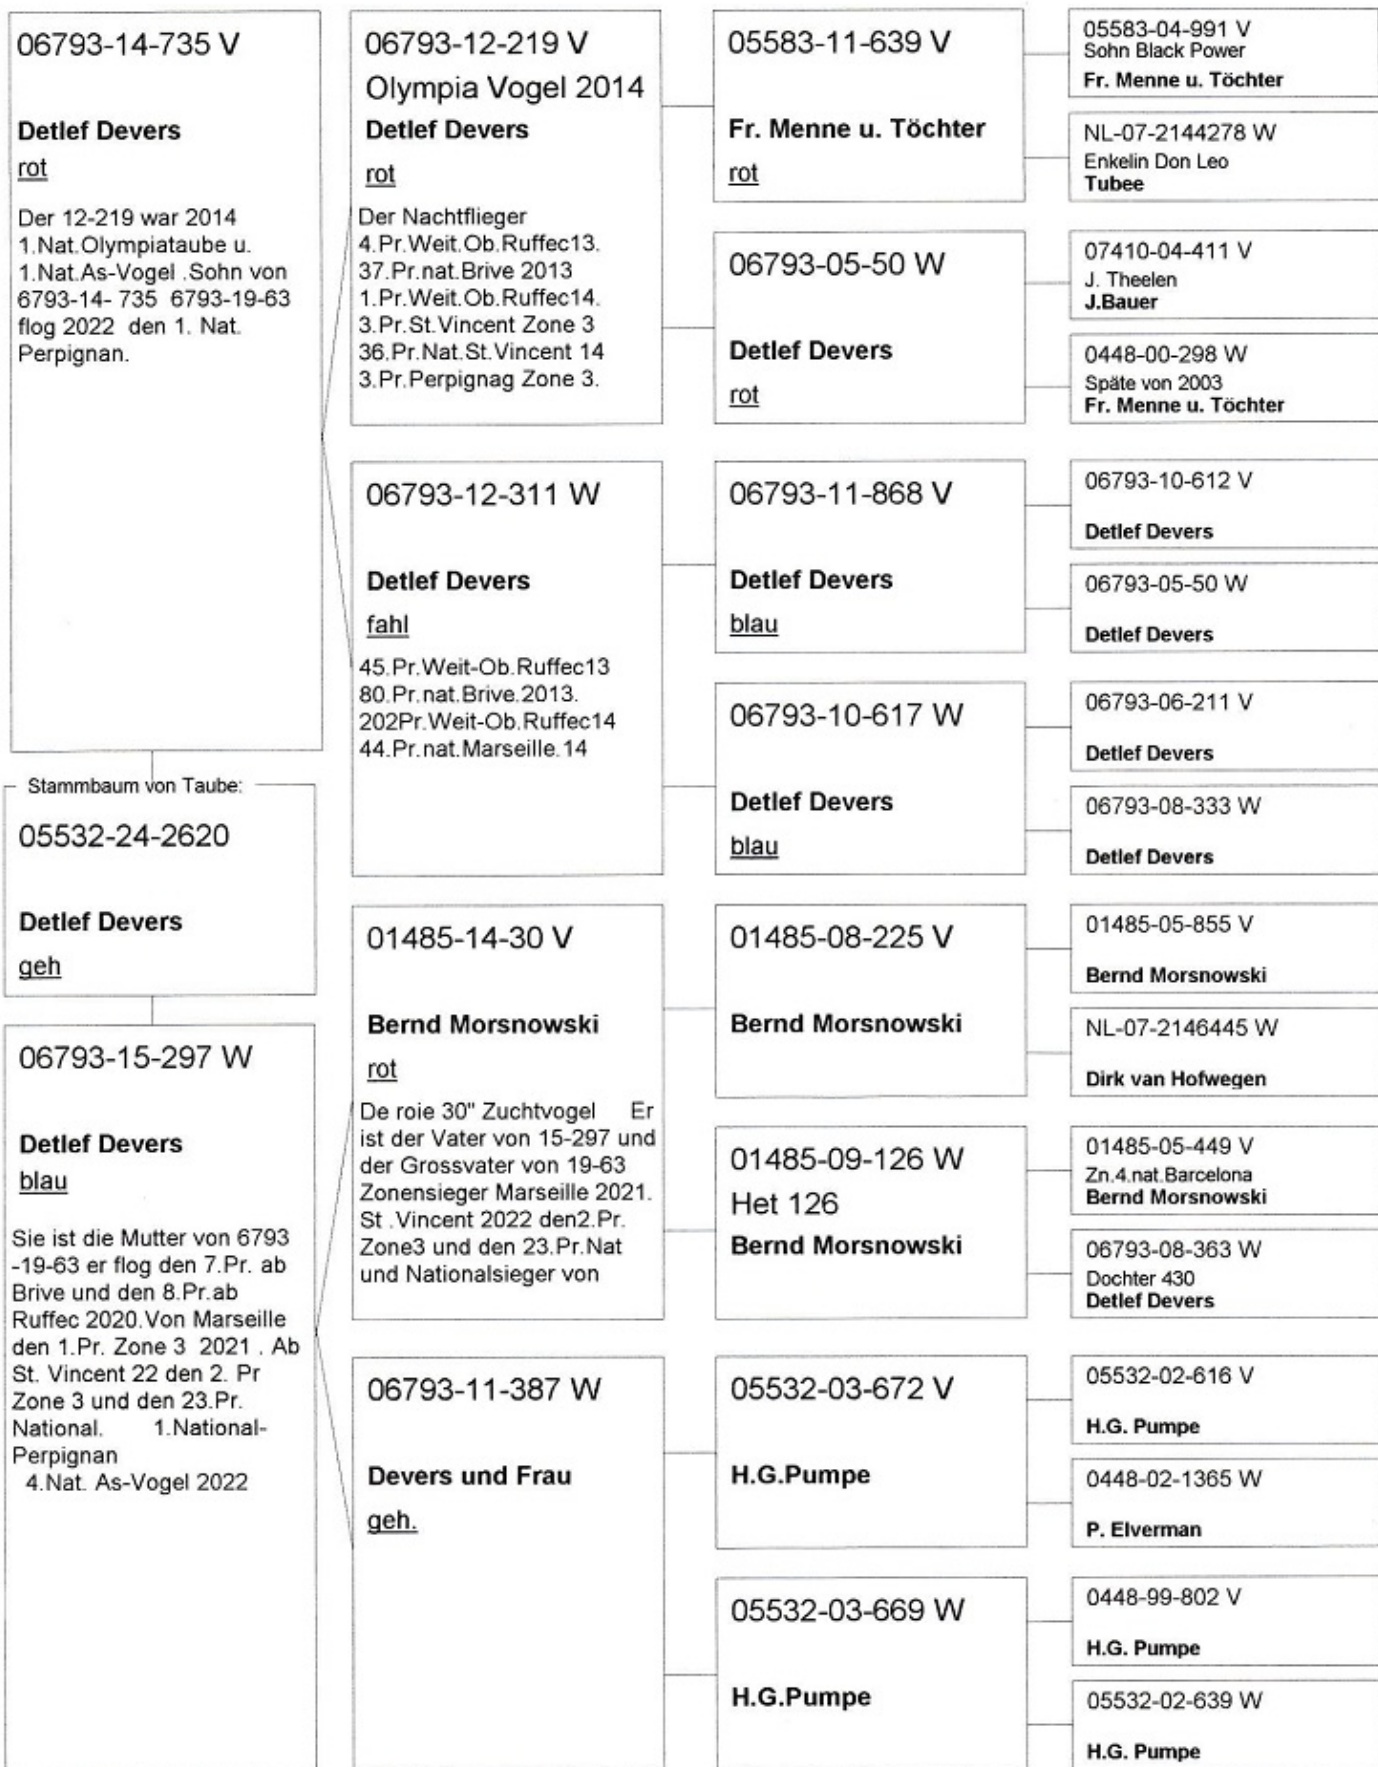 06793-14-735 V
Detlef Devers
rot
Der 12-219 war 2014
1.Nat.Olympiataube u.
1.Nat.As-Vogel .Sohn von
6793-14- 735 6793-19-63
flog 2022 den 1. Nat.
Perpignan.
Stammbaum von Taube:
05532-24-2620
Detlef Devers
geh
06793-15-297 W
Detlef Devers
blau
Sie ist die Mutter von 6793
-19-63 er flog den 7.Pr. ab
Brive und den 8.Pr.ab
Ruffec 2020.Von Marseille
den 1.Pr. Zone 3 2021 . Ab
St. Vincent 22 den 2. Pr
Zone 3 und den 23.Pr.
National. 1.National-
Perpignan
4.Nat. As-Vogel 2022
06793-12-219 V
Olympia Vogel 2014
Detlef Devers
rot
Der Nachtflieger
4.Pr.Weit.Ob.Ruffec13.
37.Pr.nat.Brive 2013
1.Pr.Weit.Ob.Ruffec14.
3.Pr.St.Vincent Zone 3
36.Pr.Nat.St.Vincent 14
3.Pr.Perpignag Zone 3.
06793-12-311 W
Detlef Devers
fahl
45.Pr.Weit-Ob.Ruffec13
80.Pr.nat.Brive.2013.
202Pr.Weit-Ob.Ruffec14
44.Pr.nat.Marseille.14
01485-14-30 V
Bernd Morsnowski
rot
De roie 30" Zuchtvogel Er
ist der Vater von 15-297 und
der Grossvater von 19-63
Zonensieger Marseille 2021.
St .Vincent 2022 den2.Pr.
Zone3 und den 23.Pr.Nat
und Nationalsieger von
06793-11-387 W
Devers und Frau
geh.
05583-11-639 V
Fr. Menne u. Töchter
rot
06793-05-50 W
Detlef Devers
rot
06793-11-868 V
Detlef Devers
blau
06793-10-617 W
Detlef Devers
blau
01485-08-225 V
Bernd Morsnowski
01485-09-126 W
Het 126
Bernd Morsnowski
05532-03-672 V
H.G.Pumpe
05532-03-669 W
H.G.Pumpe
05583-04-991 V
Sohn Black Power
Fr. Menne u. Töchter
NL-07-2144278 W
Enkelin Don Leo
Tubee
07410-04-411 V
J. Theelen
J.Bauer
0448-00-298 W
Späte von 2003
Fr. Menne u. Töchter
06793-10-612 V
Detlef Devers
06793-05-50 W
Detlef Devers
06793-06-211 V
Detlef Devers
06793-08-333 W
Detlef Devers
01485-05-855 V
Bernd Morsnowski
NL-07-2146445 W
Dirk van Hofwegen
01485-05-449 V
Zn.4.nat.Barcelona
Bernd Morsnowski
06793-08-363 W
Dochter 430
Detlef Devers
05532-02-616 V
H.G. Pumpe
0448-02-1365 W
P. Elverman
0448-99-802 V
H.G. Pumpe
05532-02-639 W
H.G. Pumpe